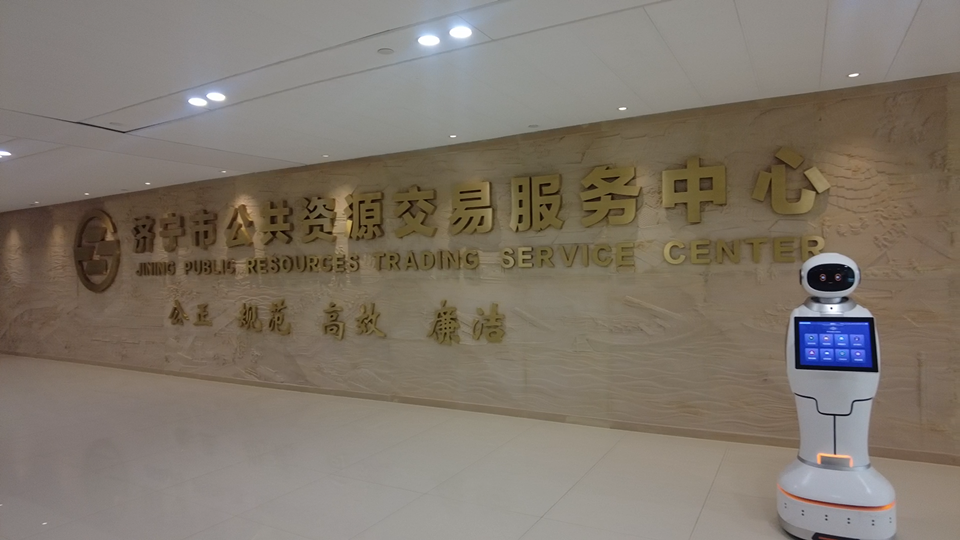 济宁市公共资源交易服务中心
JINING PUBLIC RESOURCES TRADING SERVICE CENTER
公正 规范 高效 廉洁